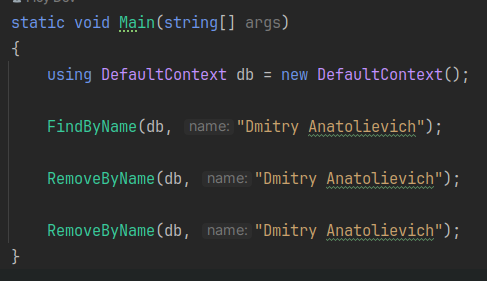 static void Main(string[] args)
{
using DefaultContext db = new DefaultContext();
FindByName(db, name: "Dmitry Anatolievich");
RemoveByName(db, name: "Dmitry Anatolievich");
RemoveByName(db, name: "Dmitry Anatolievich");
}